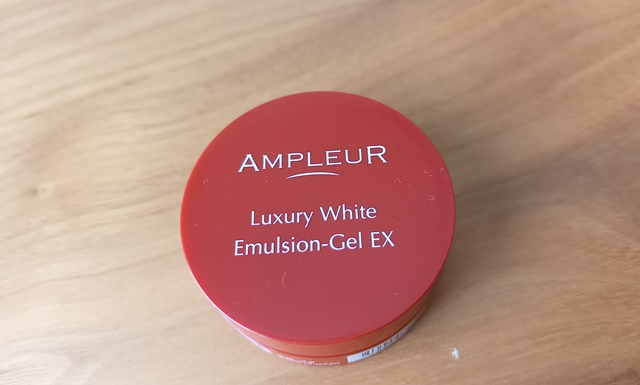 AMPLEUR
Luxury White
Emulsion-Gel EX